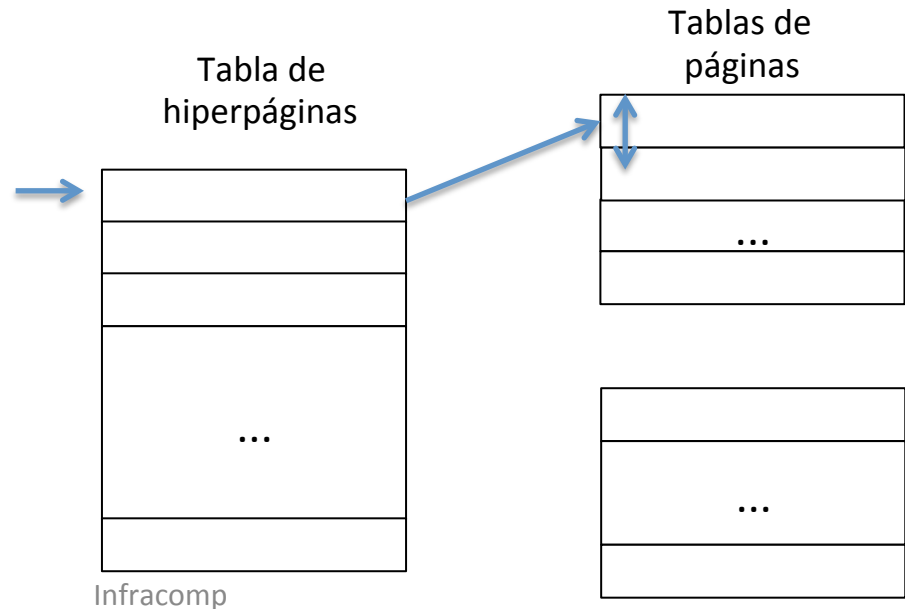 Tabla de
hiperpáginas
Tablas de
páginas
...
...
...
Infracomp